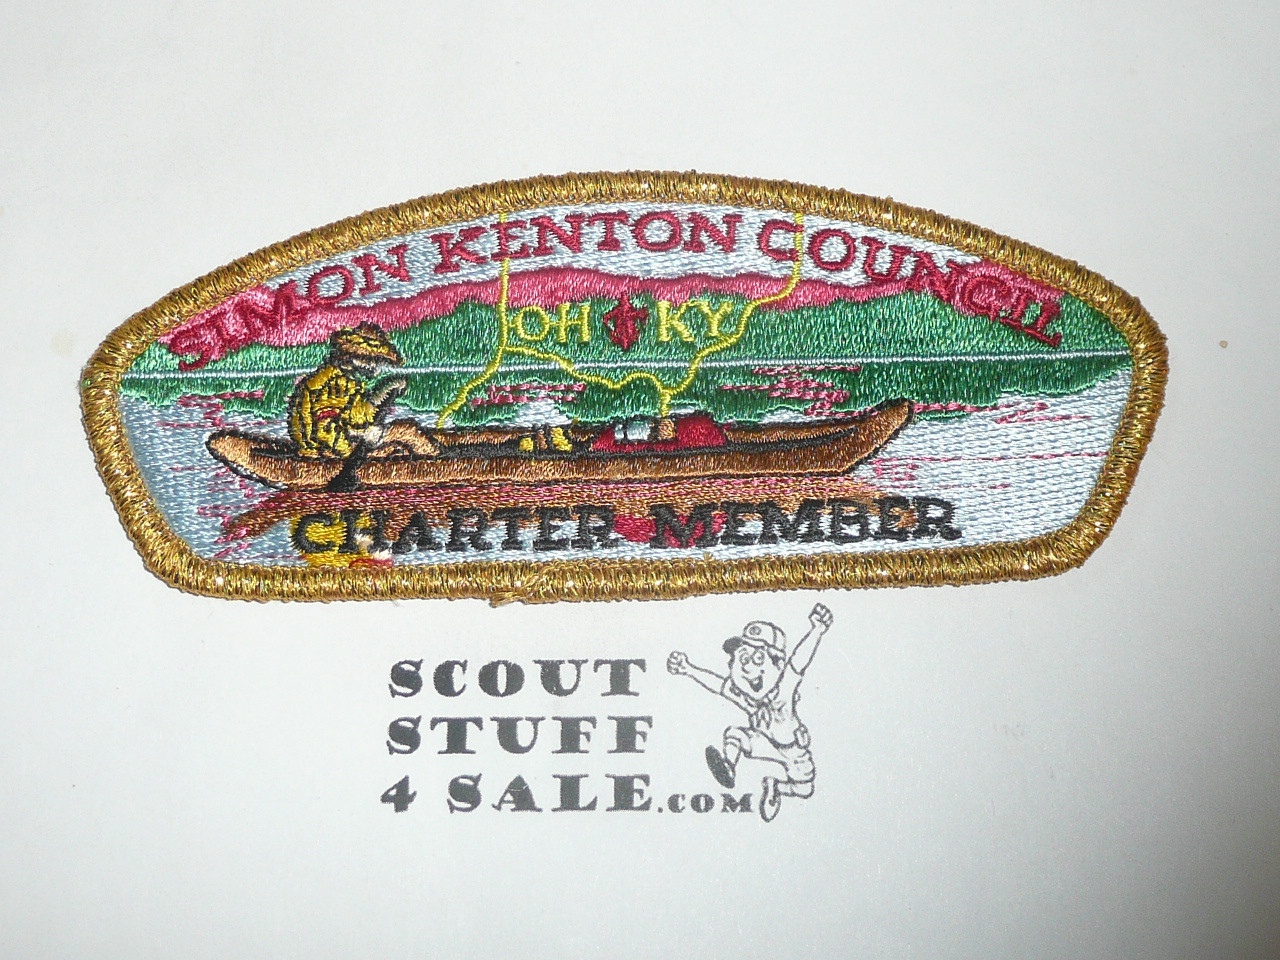 SIMON KENTON COUNCIL
OH KY
CHARTER MEMBER
SCOUT
STUFF
4 SALE.COM